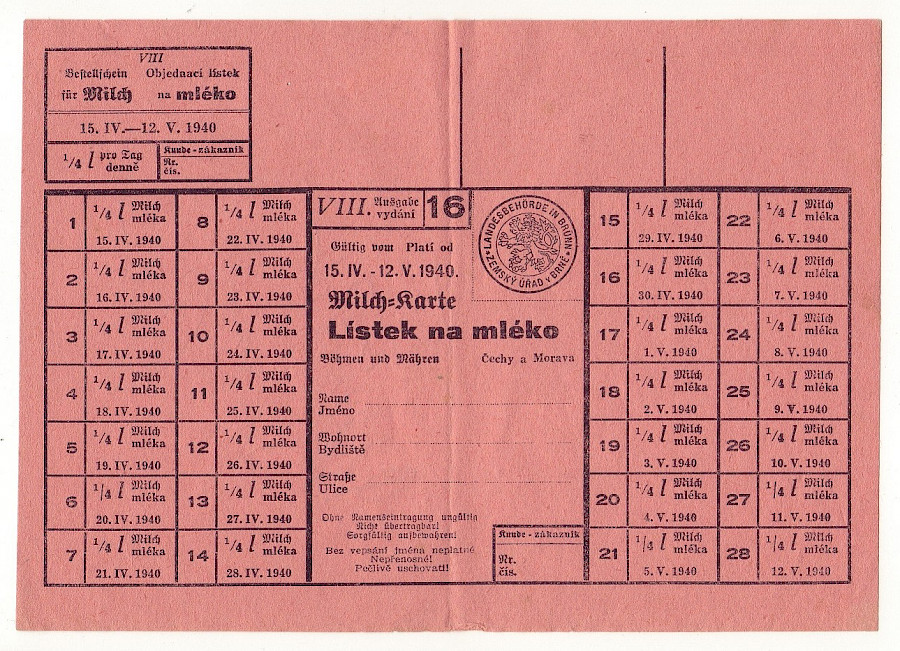 VIII
Bestellschein Objednací lístek
für Milch na mléko
15. IV.—12. V. 1940
1/4 l pro Tag denně
Kunde - zákazník
Nr.
čís.
1 1/4 l Milch mléka 15. IV. 1940
2 1/4 l Milch mléka 16. IV. 1940
3 1/4 l Milch mléka 17. IV. 1940
4 1/4 l Milch mléka 18. IV. 1940
5 1/4 l Milch mléka 19. IV. 1940
6 1/4 l Milch mléka 20. IV. 1940
7 1/4 l Milch mléka 21. IV. 1940
8 1/4 l Milch mléka 22. IV. 1940
9 1/4 l Milch mléka 23. IV. 1940
10 1/4 l Milch mléka 24. IV. 1940
11 1/4 l Milch mléka 25. IV. 1940
12 1/4 l Milch mléka 26. IV. 1940
13 1/4 l Milch mléka 27. IV. 1940
14 1/4 l Milch mléka 28. IV. 1940
VIII. Ausgabe vydání 16
LANDESBEHÖRDE IN BRÜNN
ZEMSKÝ ÚŘAD V BRNĚ
Gültig vom Platí od
15. IV. - 12. V. 1940.
Milch-Karte
Lístek na mléko
Böhmen und Mähren Čechy a Morava
Name
Jméno
Wohnort
Bydliště
Straße
Ulice
Ohne Namenseintragung ungültig
Nicht übertragbar!
Sorgfältig aufbewahren!
Bez vepsání jména neplatné
Nepřenosné!
Pečlivě uschovati!
Kunde - zákazník
Nr.
čís.
15 1/4 l Milch mléka 29. IV. 1940
16 1/4 l Milch mléka 30. IV. 1940
17 1/4 l Milch mléka 1. V. 1940
18 1/4 l Milch mléka 2. V. 1940
19 1/4 l Milch mléka 3. V. 1940
20 1/4 l Milch mléka 4. V. 1940
21 1/4 l Milch mléka 5. V. 1940
22 1/4 l Milch mléka 6. V. 1940
23 1/4 l Milch mléka 7. V. 1940
24 1/4 l Milch mléka 8. V. 1940
25 1/4 l Milch mléka 9. V. 1940
26 1/4 l Milch mléka 10. V. 1940
27 1/4 l Milch mléka 11. V. 1940
28 1/4 l Milch mléka 12. V. 1940